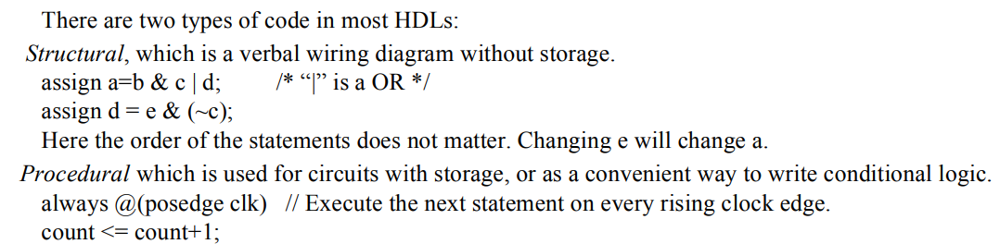 There are two types of code in most HDLs:
Structural, which is a verbal wiring diagram without storage.
assign a=b & c | d; /* “|” is a OR */
assign d = e & (~c);
Here the order of the statements does not matter. Changing e will change a.
Procedural which is used for circuits with storage, or as a convenient way to write conditional logic.
always @(posedge clk) // Execute the next statement on every rising clock edge.
count <= count+1;